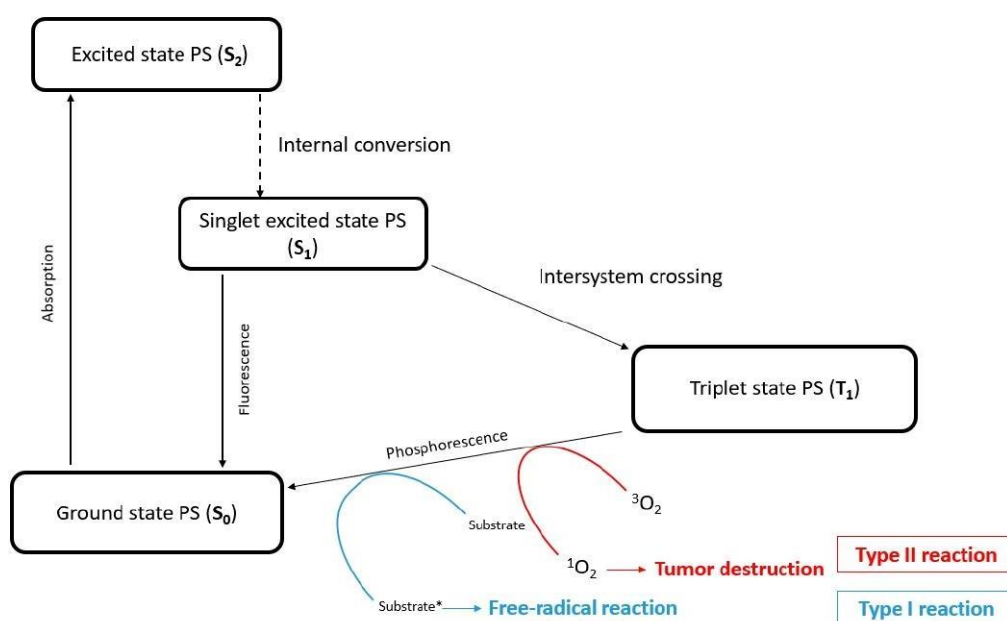 Excited state PS (S₂)
Internal conversion
Singlet excited state PS
(S₁)
Absorption
Fluorescence
Intersystem crossing
Triplet state PS (T₁)
Phosphorescence
Ground state PS (S₀)
Substrate
³O₂
¹O₂
Tumor destruction
Type II reaction
Substrate*
Free-radical reaction
Type I reaction